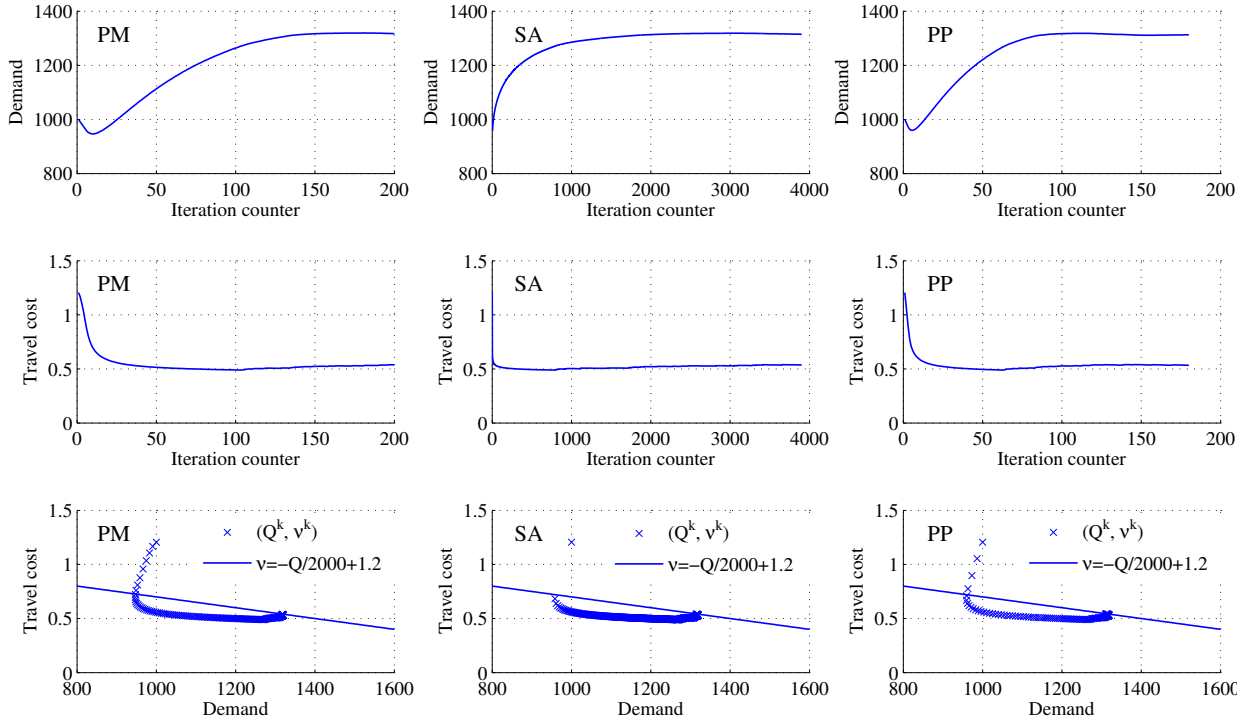 1400
1200
1000
800
Demand
PM
0 50 100 150 200
Iteration counter
1400
1200
1000
800
Demand
SA
0 1000 2000 3000 4000
Iteration counter
1400
1200
1000
800
Demand
PP
0 50 100 150 200
Iteration counter
1.5
1
0.5
0
Travel cost
PM
0 50 100 150 200
Iteration counter
1.5
1
0.5
0
Travel cost
SA
0 1000 2000 3000 4000
Iteration counter
1.5
1
0.5
0
Travel cost
PP
0 50 100 150 200
Iteration counter
1.5
1
0.5
0
Travel cost
PM
(Q^k, ν^k)
ν=−Q/2000+1.2
800 1000 1200 1400 1600
Demand
1.5
1
0.5
0
Travel cost
SA
(Q^k, ν^k)
ν=−Q/2000+1.2
800 1000 1200 1400 1600
Demand
1.5
1
0.5
0
Travel cost
PP
(Q^k, ν^k)
ν=−Q/2000+1.2
800 1000 1200 1400 1600
Demand